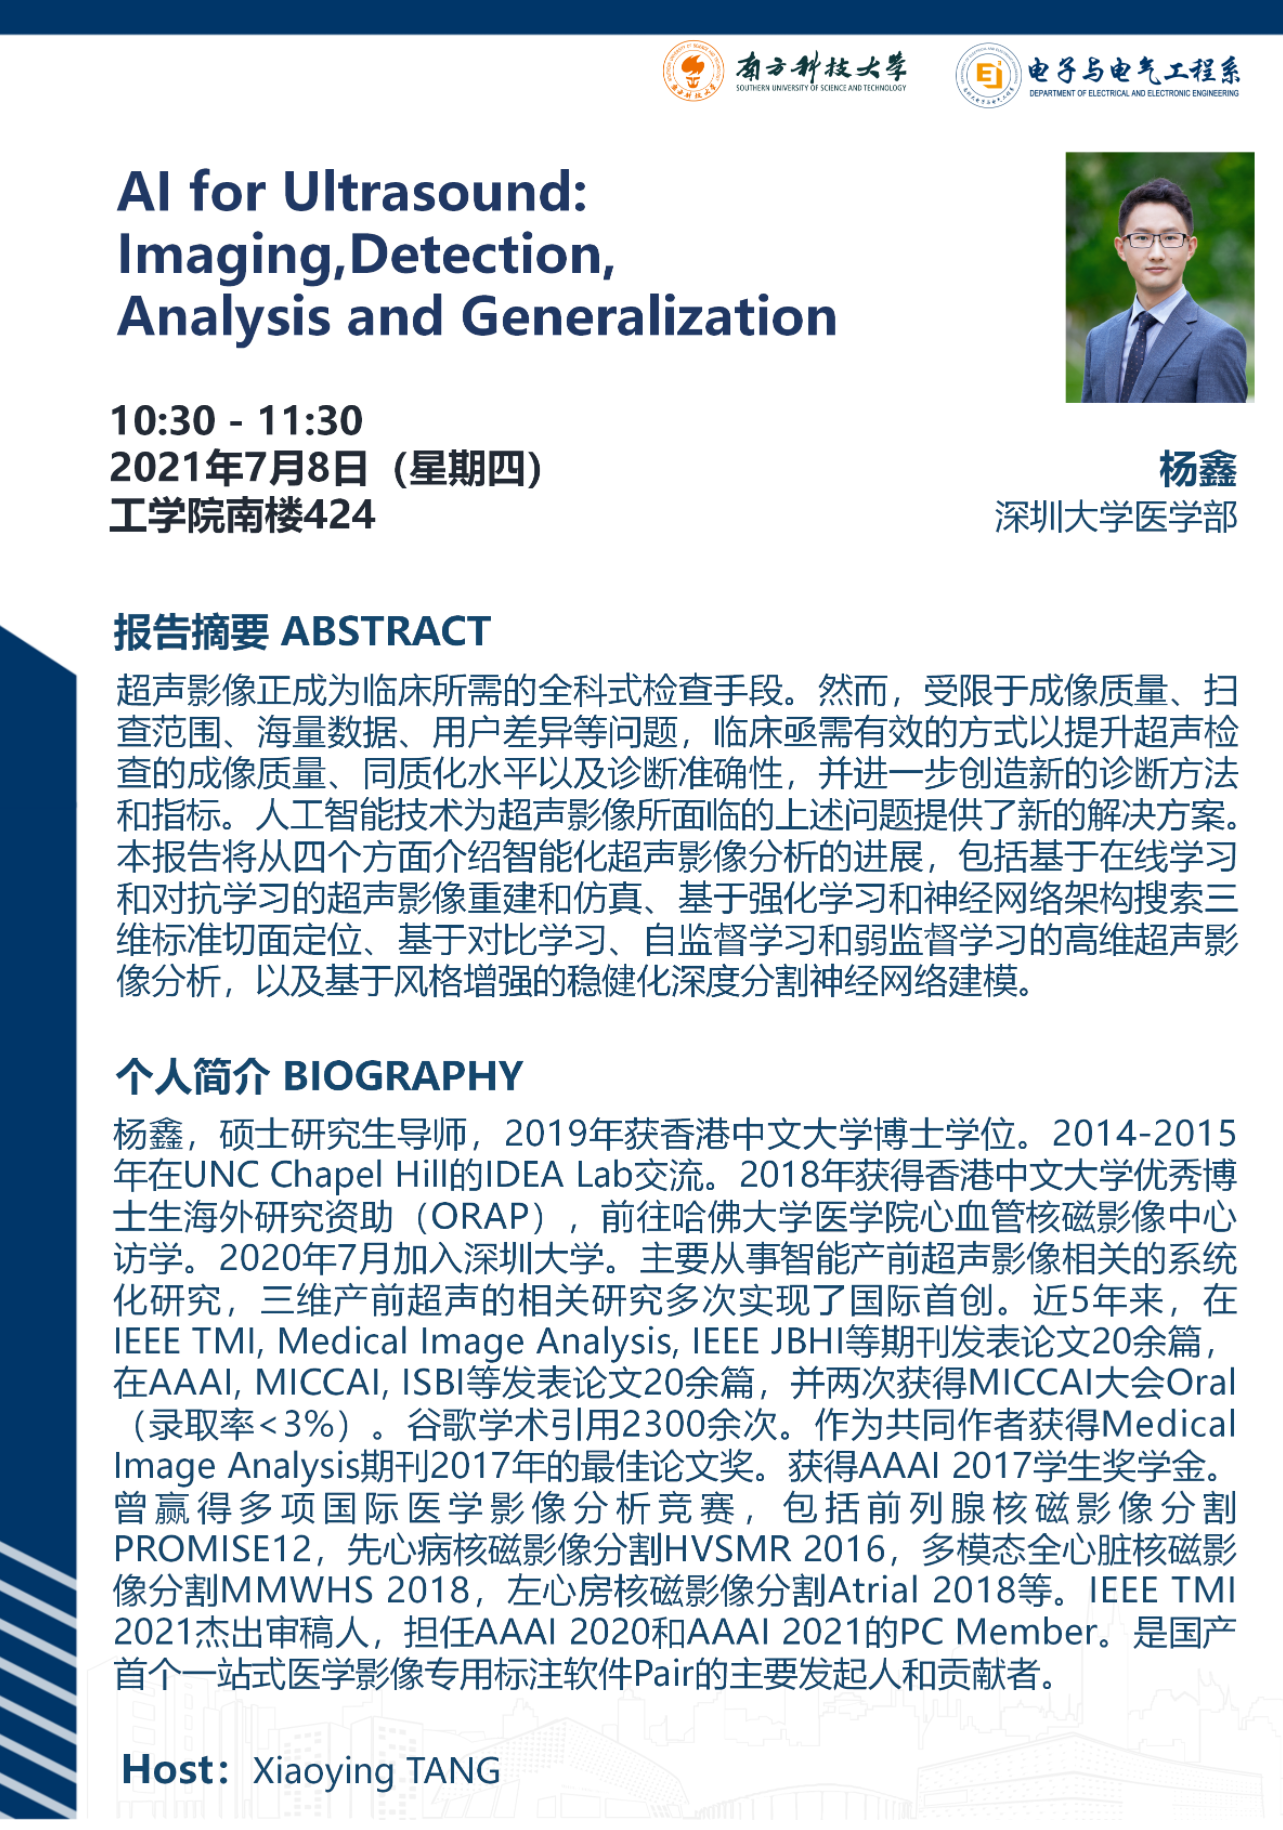 南方科技大学
SOUTHERN UNIVERSITY OF SCIENCE AND TECHNOLOGY
电子与电气工程系
DEPARTMENT OF ELECTRICAL AND ELECTRONIC ENGINEERING
AI for Ultrasound:
Imaging,Detection,
Analysis and Generalization
10:30 - 11:30
2021年7月8日（星期四）
工学院南楼424
杨鑫
深圳大学医学部
报告摘要 ABSTRACT
超声影像正成为临床所需的全科式检查手段。然而，受限于成像质量、扫
查范围、海量数据、用户差异等问题，临床亟需有效的方式以提升超声检
查的成像质量、同质化水平以及诊断准确性，并进一步创造新的诊断方法
和指标。人工智能技术为超声影像所面临的上述问题提供了新的解决方案。
本报告将从四个方面介绍智能化超声影像分析的进展，包括基于在线学习
和对抗学习的超声影像重建和仿真、基于强化学习和神经网络架构搜索三
维标准切面定位、基于对比学习、自监督学习和弱监督学习的高维超声影
像分析，以及基于风格增强的稳健化深度分割神经网络建模。
个人简介 BIOGRAPHY
杨鑫，硕士研究生导师，2019年获香港中文大学博士学位。2014-2015
年在UNC Chapel Hill的IDEA Lab交流。2018年获得香港中文大学优秀博
士生海外研究资助（ORAP），前往哈佛大学医学院心血管核磁影像中心
访学。2020年7月加入深圳大学。主要从事智能产前超声影像相关的系统
化研究，三维产前超声的相关研究多次实现了国际首创。近5年来，在
IEEE TMI, Medical Image Analysis, IEEE JBHI等期刊发表论文20余篇，
在AAAI, MICCAI, ISBI等发表论文20余篇，并两次获得MICCAI大会Oral
（录取率<3%）。谷歌学术引用2300余次。作为共同作者获得Medical
Image Analysis期刊2017年的最佳论文奖。获得AAAI 2017学生奖学金。
曾赢得多项国际医学影像分析竞赛，包括前列腺核磁影像分割
PROMISE12，先心病核磁影像分割HVSMR 2016，多模态全心脏核磁影
像分割MMWHS 2018，左心房核磁影像分割Atrial 2018等。IEEE TMI
2021杰出审稿人，担任AAAI 2020和AAAI 2021的PC Member。是国产
首个一站式医学影像专用标注软件Pair的主要发起人和贡献者。
Host：Xiaoying TANG